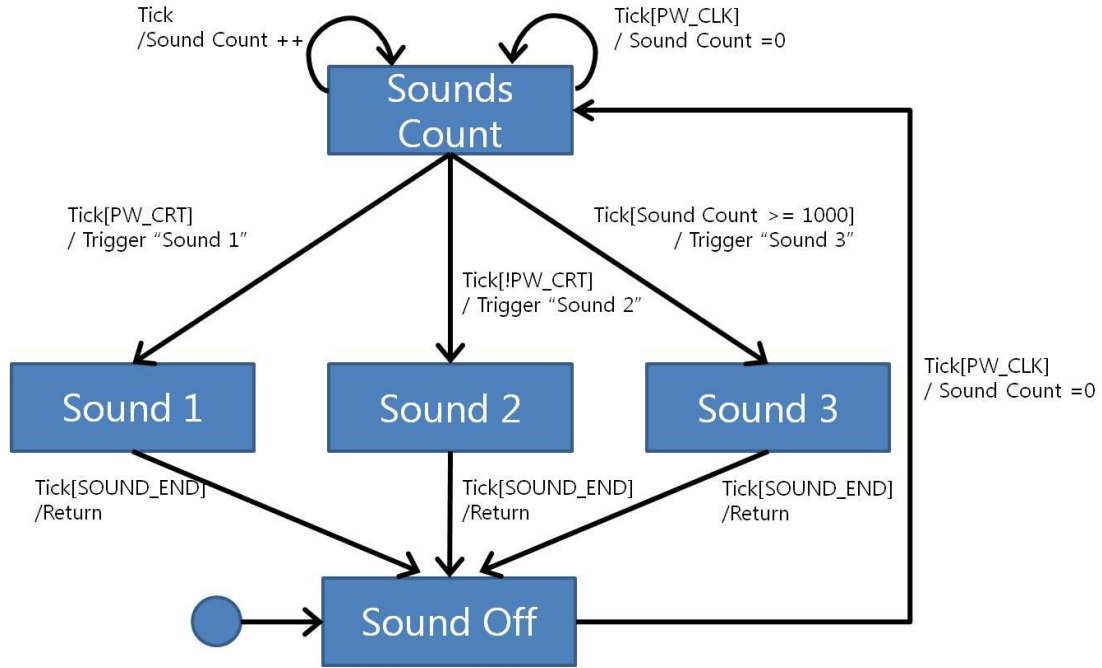 Tick
/Sound Count ++
Tick[PW_CLK]
/ Sound Count =0
Sounds
Count
Tick[PW_CRT]
/ Trigger “Sound 1”
Tick[!PW_CRT]
/ Trigger “Sound 2”
Tick[Sound Count >= 1000]
/ Trigger “Sound 3”
Sound 1
Sound 2
Sound 3
Tick[PW_CLK]
/ Sound Count =0
Tick[SOUND_END]
/Return
Tick[SOUND_END]
/Return
Tick[SOUND_END]
/Return
Sound Off